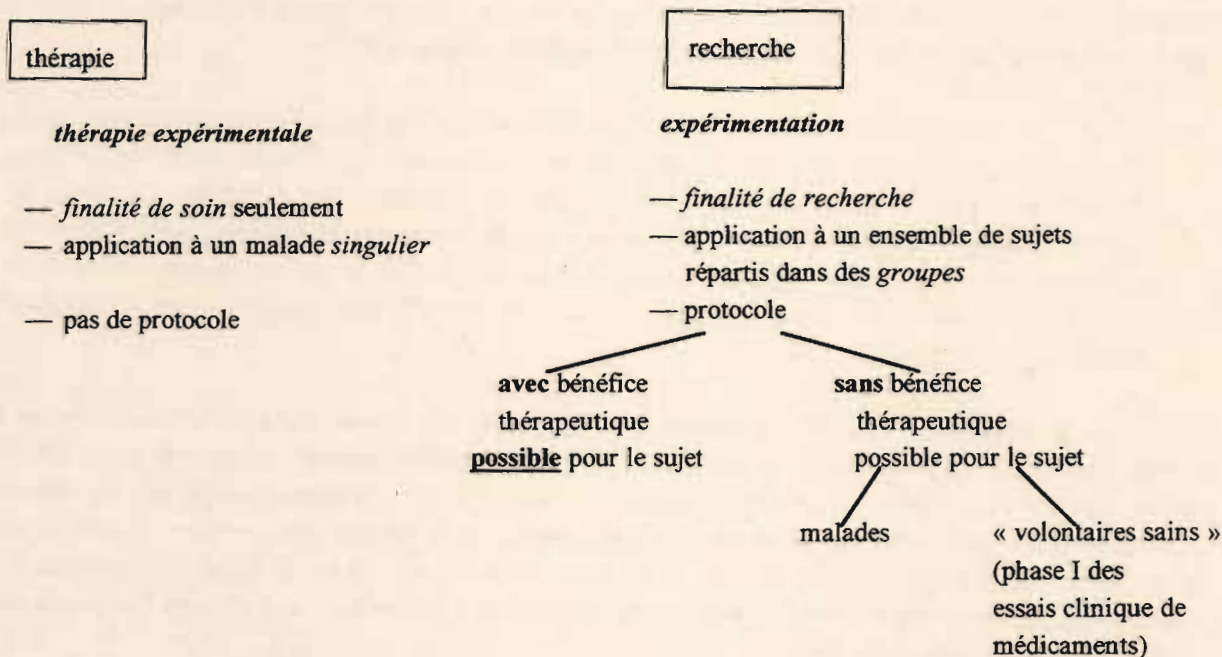 thérapie
thérapie expérimentale
— finalité de soin seulement
— application à un malade singulier
— pas de protocole
recherche
expérimentation
— finalité de recherche
— application à un ensemble de sujets
répartis dans des groupes
— protocole
avec bénéfice
thérapeutique
possible pour le sujet
sans bénéfice
thérapeutique
possible pour le sujet
malades
« volontaires sains »
(phase I des
essais clinique de
médicaments)